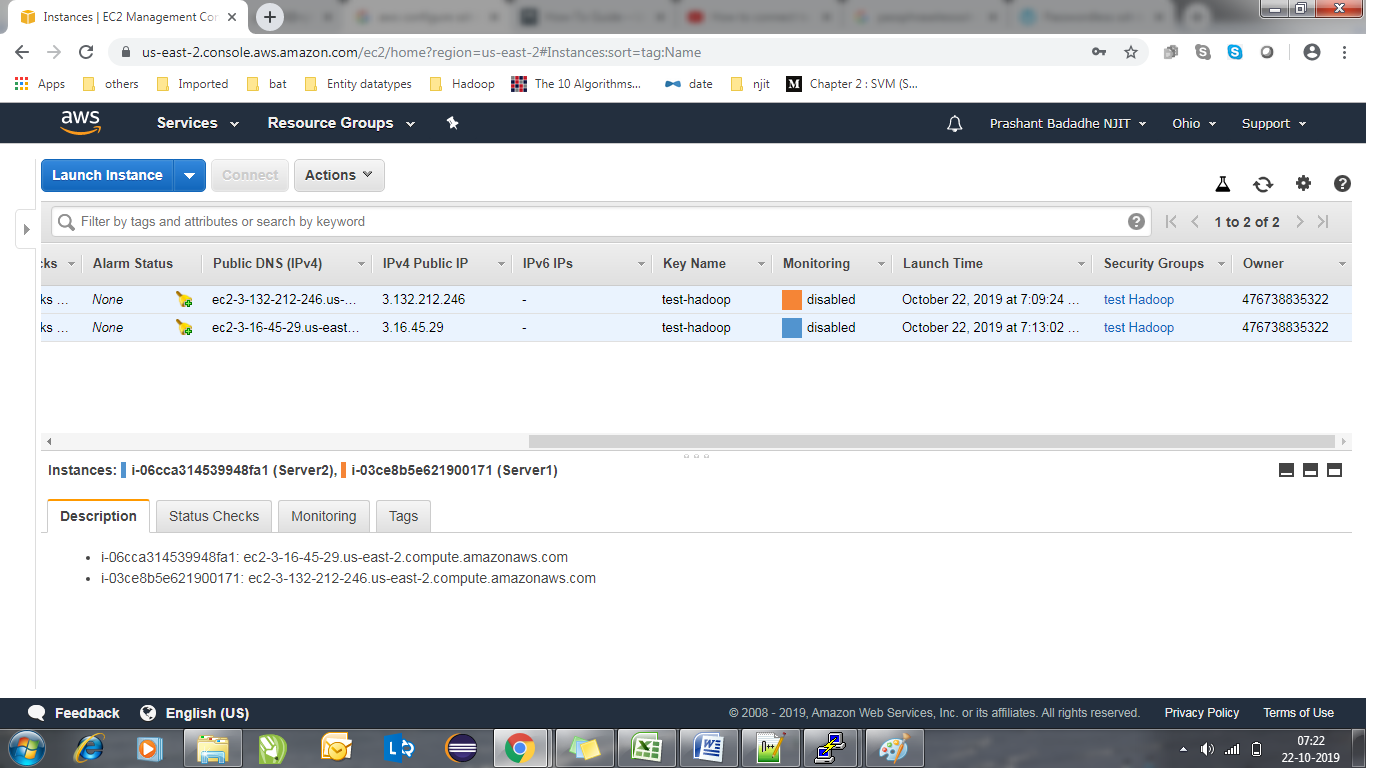 Instances | EC2 Management Cor
us-east-2.console.aws.amazon.com/ec2/home?region=us-east-2#Instances:sort=tag:Name
Apps others Imported bat Entity datatypes Hadoop The 10 Algorithms... date njit M Chapter 2 : SVM (S...
aws Services Resource Groups Prashant Badadhe NJIT Ohio Support
Launch Instance Connect Actions
Filter by tags and attributes or search by keyword 1 to 2 of 2
:ks Alarm Status Public DNS (IPv4) IPv4 Public IP IPv6 IPs Key Name Monitoring Launch Time Security Groups Owner
ks ... None ec2-3-132-212-246.us-... 3.132.212.246 - test-hadoop disabled October 22, 2019 at 7:09:24 ... test Hadoop 476738835322
ks ... None ec2-3-16-45-29.us-east... 3.16.45.29 - test-hadoop disabled October 22, 2019 at 7:13:02 ... test Hadoop 476738835322
Instances: i-06cca314539948fa1 (Server2), i-03ce8b5e621900171 (Server1)
Description Status Checks Monitoring Tags
• i-06cca314539948fa1: ec2-3-16-45-29.us-east-2.compute.amazonaws.com
• i-03ce8b5e621900171: ec2-3-132-212-246.us-east-2.compute.amazonaws.com
Feedback English (US) © 2008 - 2019, Amazon Web Services, Inc. or its affiliates. All rights reserved. Privacy Policy Terms of Use
07:22
22-10-2019